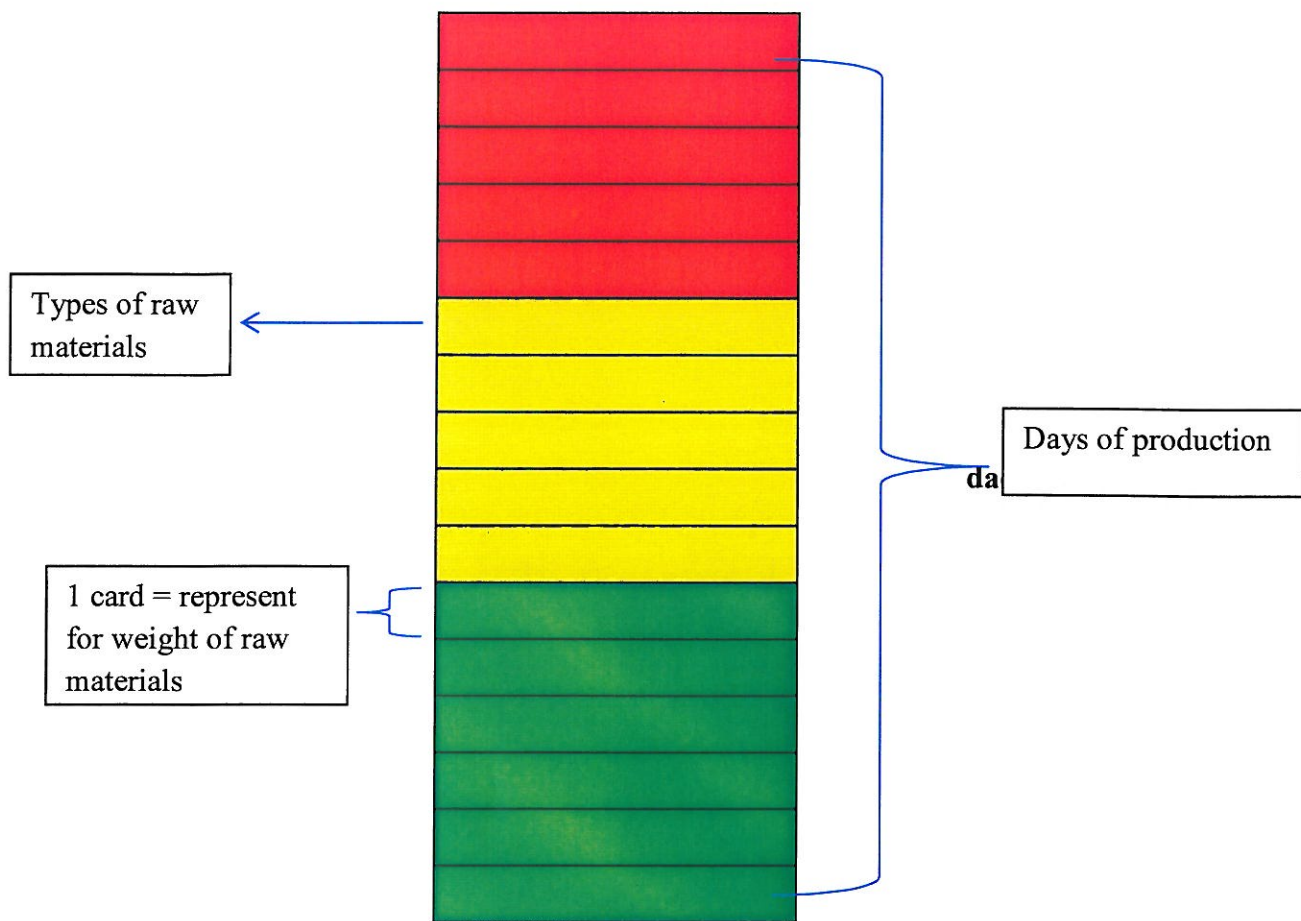 Types of raw
materials
Days of production
da
1 card = represent
for weight of raw
materials